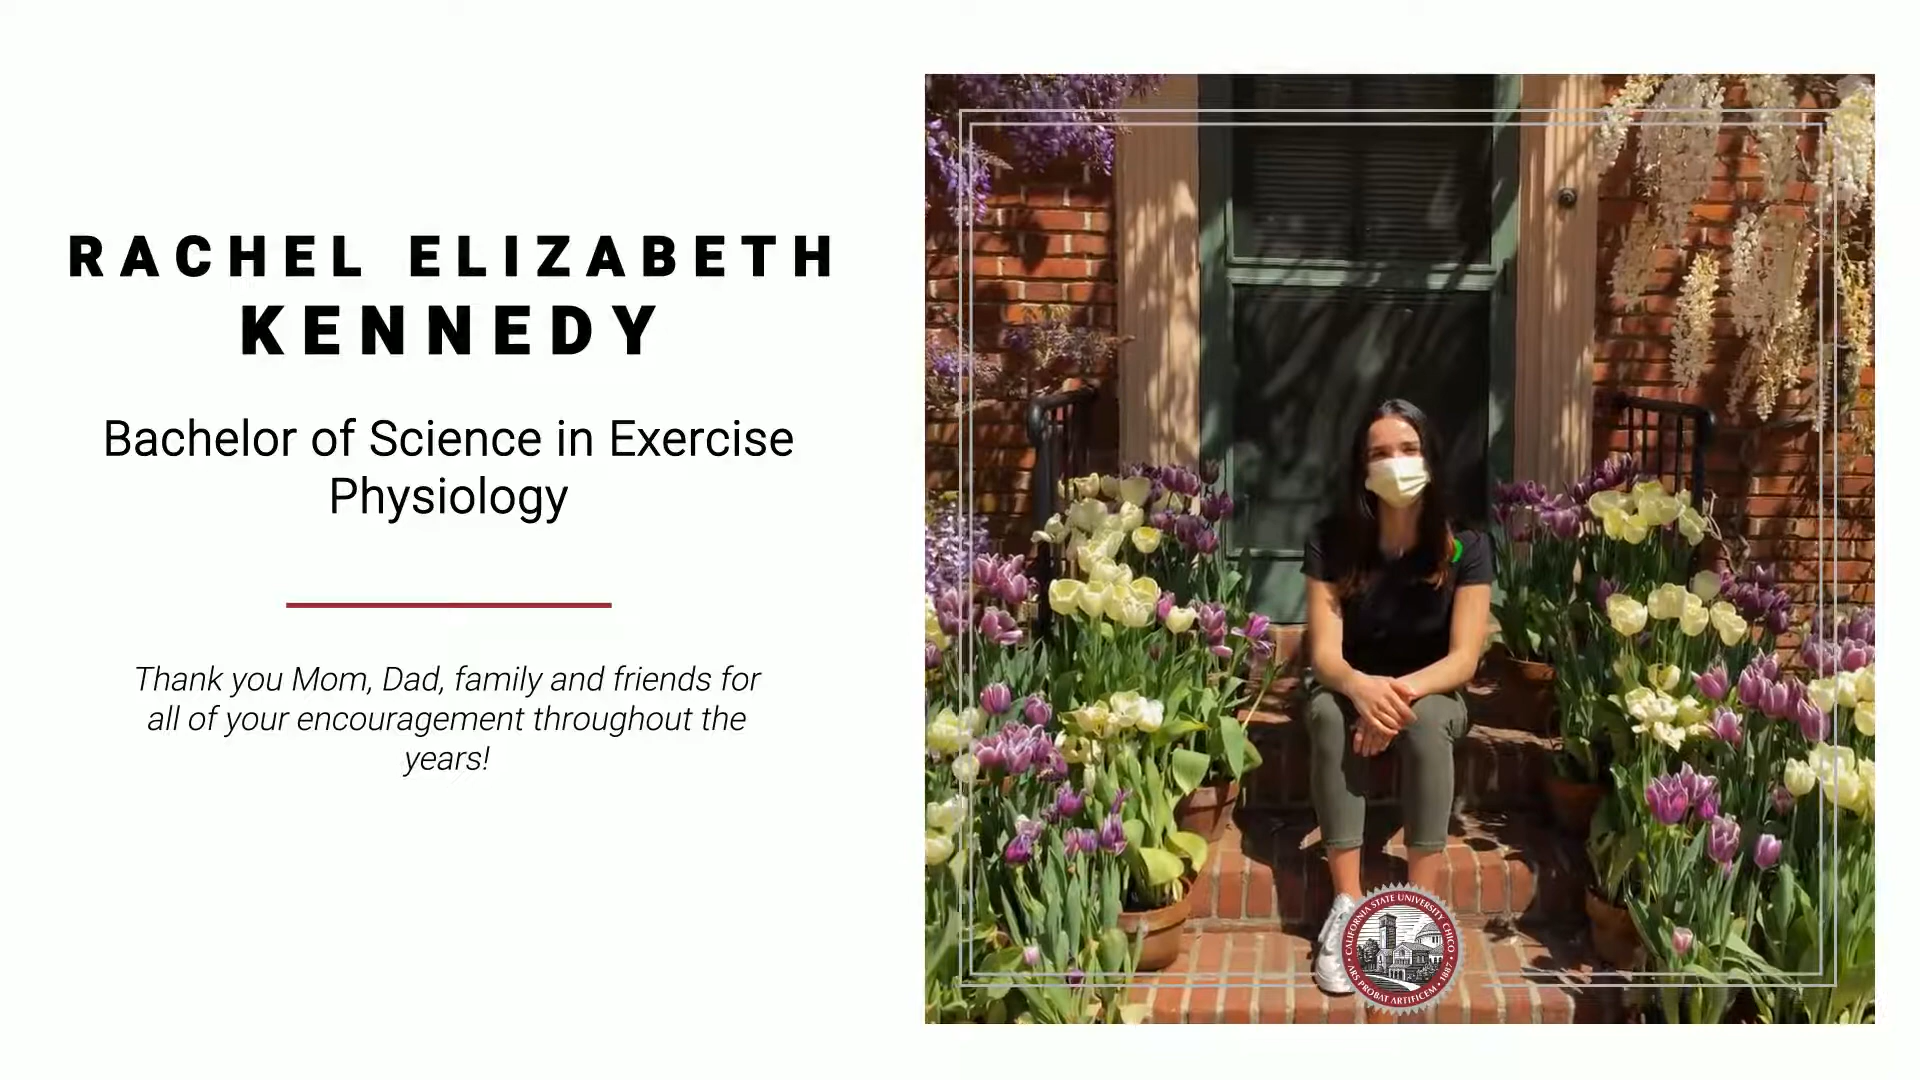 RACHEL ELIZABETH
KENNEDY
Bachelor of Science in Exercise
Physiology
Thank you Mom, Dad, family and friends for
all of your encouragement throughout the
years!
CALIFORNIA STATE UNIVERSITY CHICO
ARS PROBAT ARTIFICEM • 1887 •